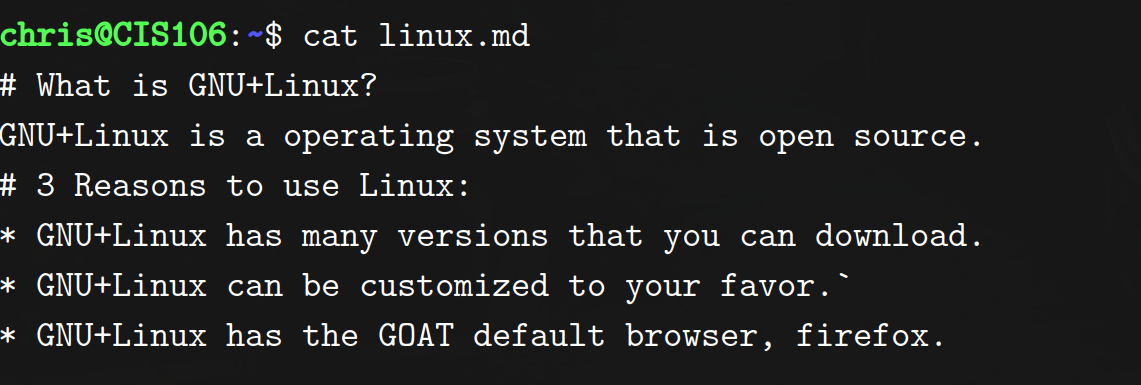 chris@CIS106:~$ cat linux.md
# What is GNU+Linux?
GNU+Linux is a operating system that is open source.
# 3 Reasons to use Linux:
* GNU+Linux has many versions that you can download.
* GNU+Linux can be customized to your favor.`
* GNU+Linux has the GOAT default browser, firefox.